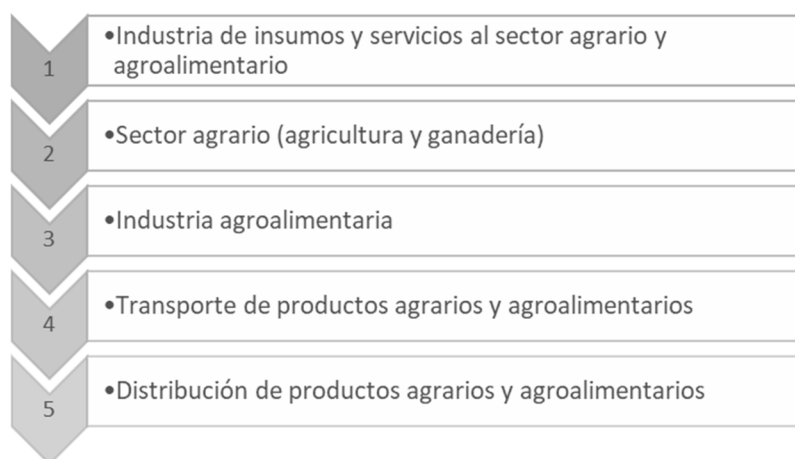 1
•Industria de insumos y servicios al sector agrario y
agroalimentario
2
•Sector agrario (agricultura y ganadería)
3
•Industria agroalimentaria
4
•Transporte de productos agrarios y agroalimentarios
5
•Distribución de productos agrarios y agroalimentarios